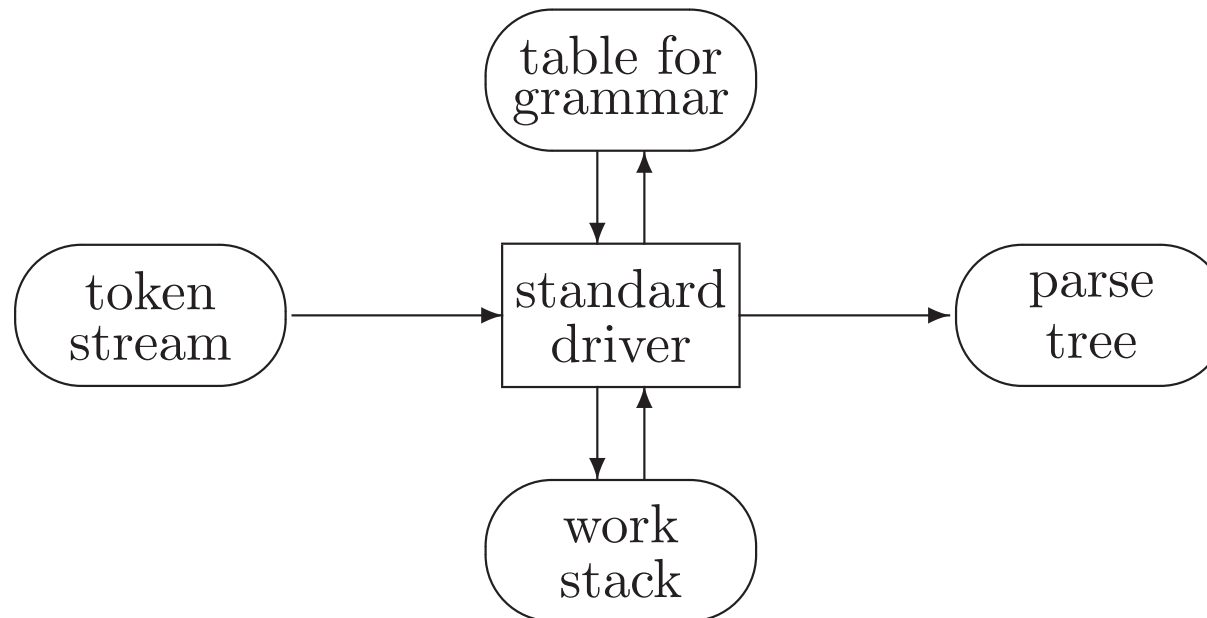 table for
grammar
token
stream
standard
driver
parse
tree
work
stack